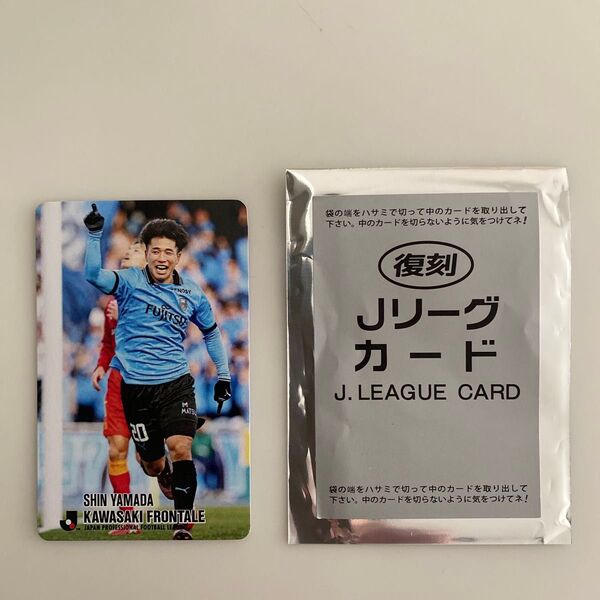 KENOSY
FUJITSU
20
SHIN YAMADA
KAWASAKI FRONTALE
JAPAN PROFESSIONAL FOOTBALL LEAGUE
袋の端をハサミで切って中のカードを取り出して
下さい。中のカードを切らないように気をつけてネ!
復刻
Jリーグ
カード
J. LEAGUE CARD
袋の端をハサミで切って中のカードを取り出して
下さい。中のカードを切らないように気をつけてネ!